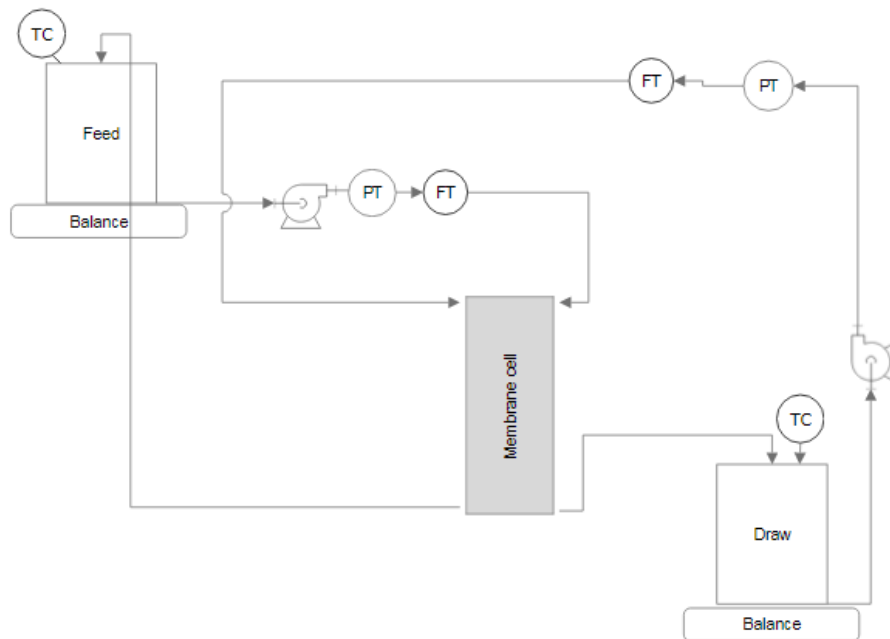 TC
FT
PT
Feed
PT
FT
Balance
Membrane cell
TC
Draw
Balance